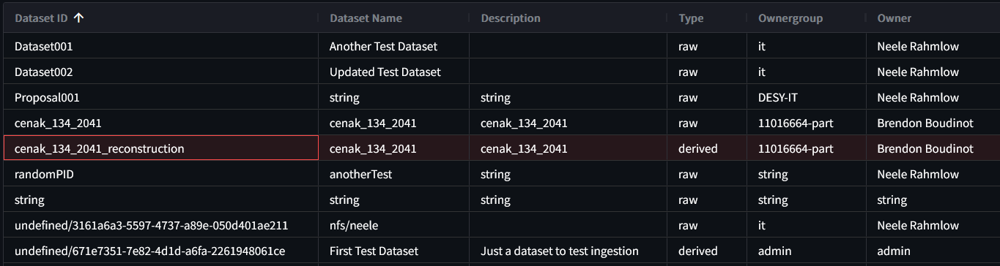 Dataset ID ↑ Dataset Name Description Type Ownergroup Owner
Dataset001 Another Test Dataset raw it Neele Rahmlow
Dataset002 Updated Test Dataset raw it Neele Rahmlow
Proposal001 string string raw DESY-IT Neele Rahmlow
cenak_134_2041 cenak_134_2041 cenak_134_2041 raw 11016664-part Brendon Boudinot
cenak_134_2041_reconstruction cenak_134_2041 cenak_134_2041 derived 11016664-part Brendon Boudinot
randomPID anotherTest string raw string Neele Rahmlow
string string string raw string string
undefined/3161a6a3-5597-4737-a89e-050d401ae211 nfs/neele raw it Neele Rahmlow
undefined/671e7351-7e82-4d1d-a6fa-2261948061ce First Test Dataset Just a dataset to test ingestion derived admin admin